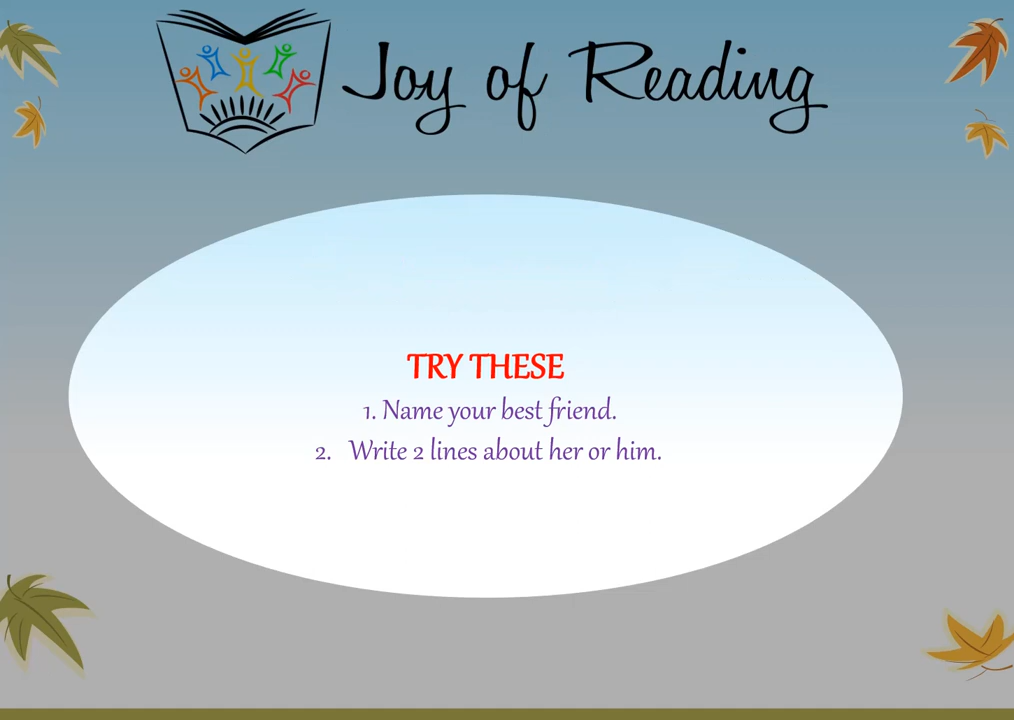 Joy of Reading
TRY THESE
1. Name your best friend.
2. Write 2 lines about her or him.